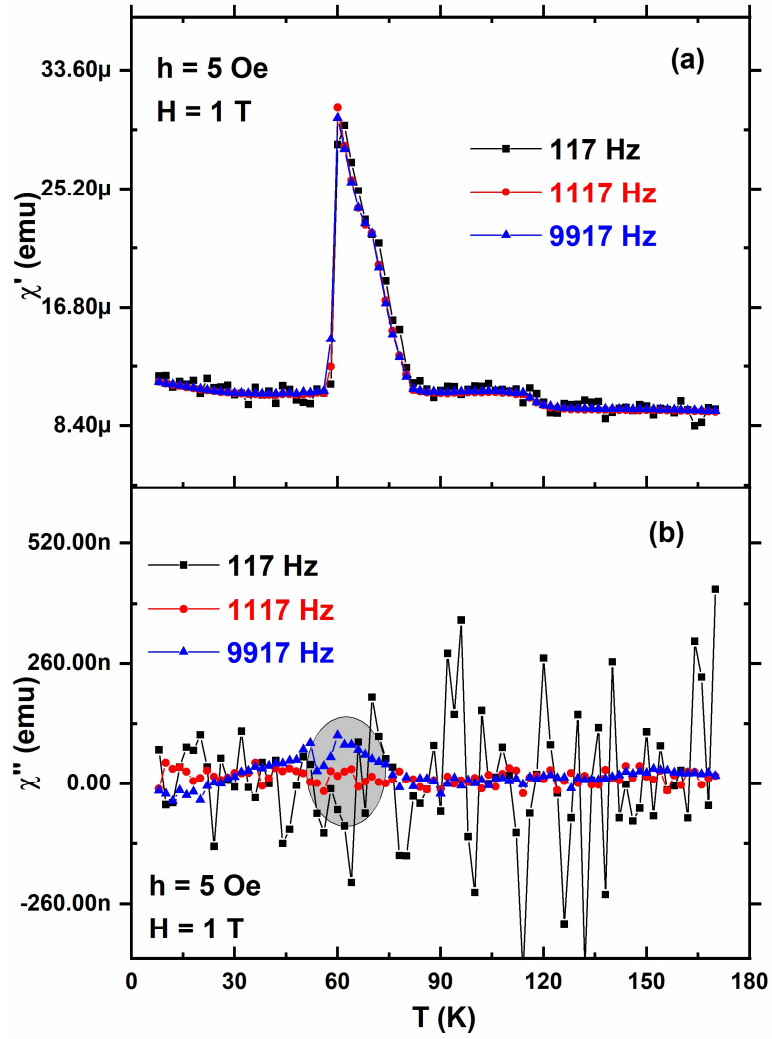 (a)
h = 5 Oe
H = 1 T
117 Hz
1117 Hz
9917 Hz
33.60µ
25.20µ
16.80µ
8.40µ
χ' (emu)
(b)
117 Hz
1117 Hz
9917 Hz
h = 5 Oe
H = 1 T
520.00n
260.00n
0.00
-260.00n
χ'' (emu)
0 30 60 90 120 150 180
T (K)